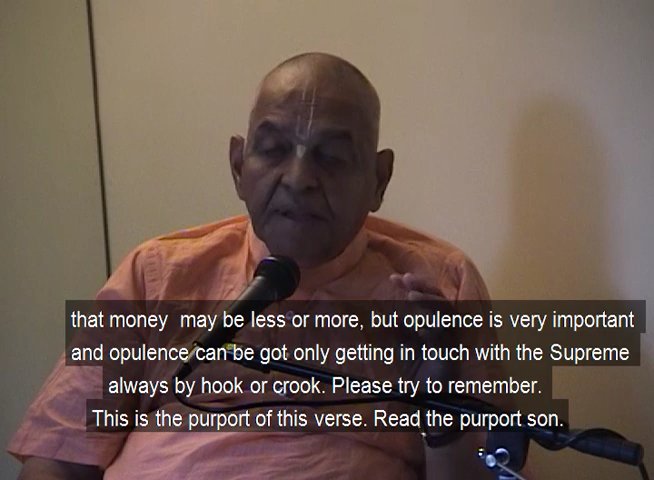 that money  may be less or more, but opulence is very important
and opulence can be got only getting in touch with the Supreme
always by hook or crook. Please try to remember.
This is the purport of this verse. Read the purport son.